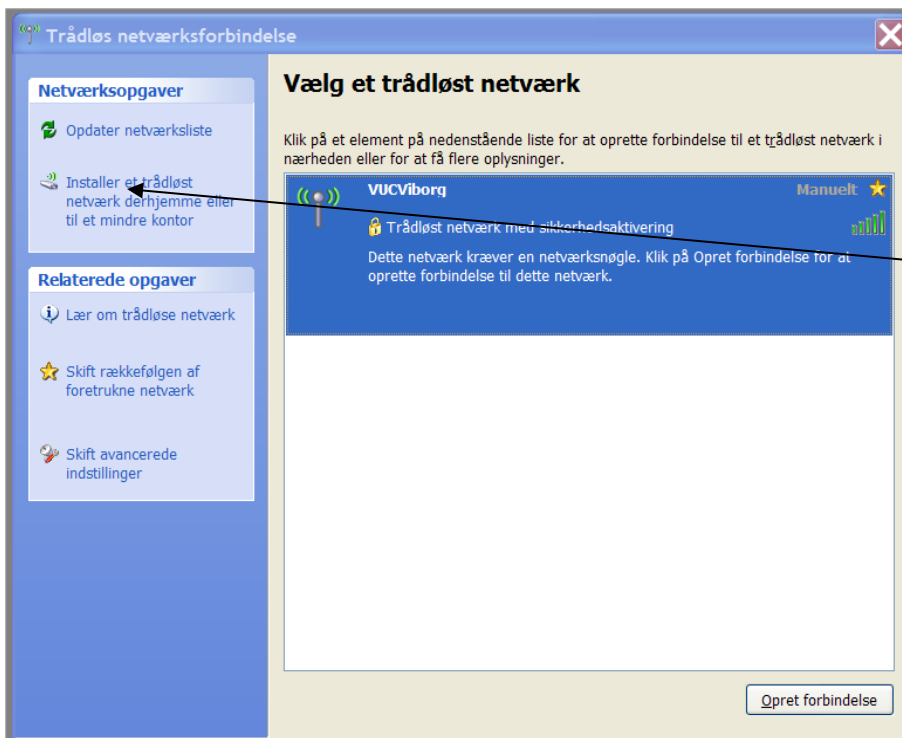 Trådløs netværksforbindelse
Netværksopgaver
Opdater netværksliste
Installer et trådløst
netværk derhjemme eller
til et mindre kontor
Relaterede opgaver
Lær om trådløse netværk
Skift rækkefølgen af
foretrukne netværk
Skift avancerede
indstillinger
Vælg et trådløst netværk
Klik på et element på nedenstående liste for at oprette forbindelse til et trådløst netværk i
nærheden eller for at få flere oplysninger.
VUCViborg
Manuelt
Trådløst netværk med sikkerhedsaktivering
Dette netværk kræver en netværksnøgle. Klik på Opret forbindelse for at
oprette forbindelse til dette netværk.
Opret forbindelse